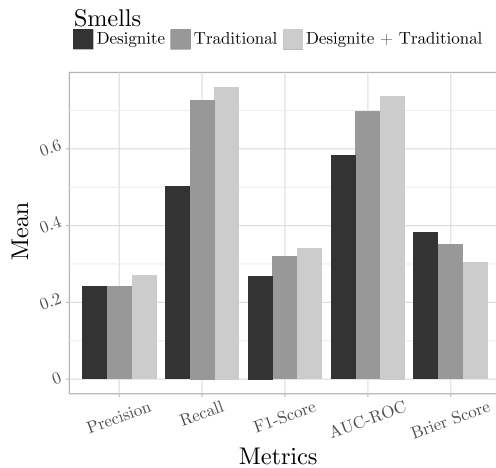 Smells
Designite Traditional Designite + Traditional
0.6
0.4
0.2
0
Mean
Precision Recall F1-Score AUC-ROC Brier Score
Metrics